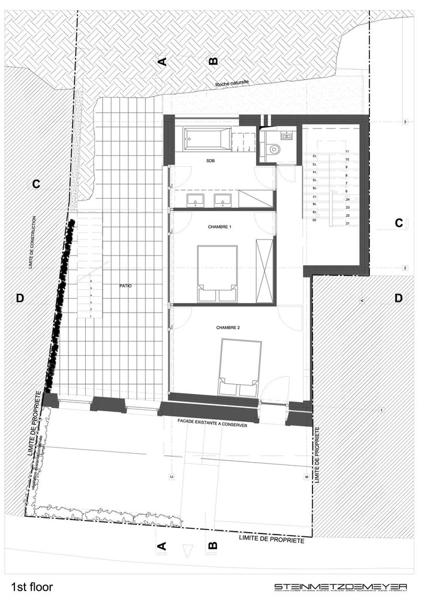 A
B
Roche naturelle
SDB
C
LIMITE DE CONSTRUCTION
CHAMBRE 1
C
D
PATIO
D
CHAMBRE 2
LIMITE DE PROPRIETE
FACADE EXISTANTE A CONSERVER
LIMITE DE PROPRIETE
LIMITE DE PROPRIETE
A
B
1st floor
STEINMETZDEMEYER